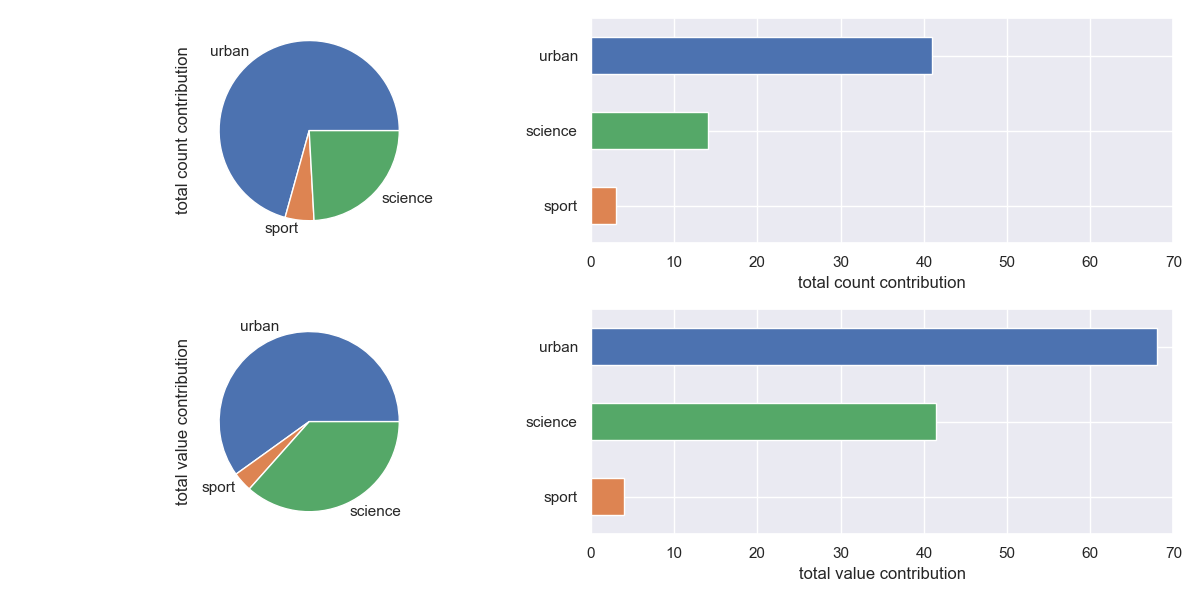 total count contribution
urban
sport
science
urban
science
sport
0 10 20 30 40 50 60 70
total count contribution
total value contribution
urban
sport
science
urban
science
sport
0 10 20 30 40 50 60 70
total value contribution